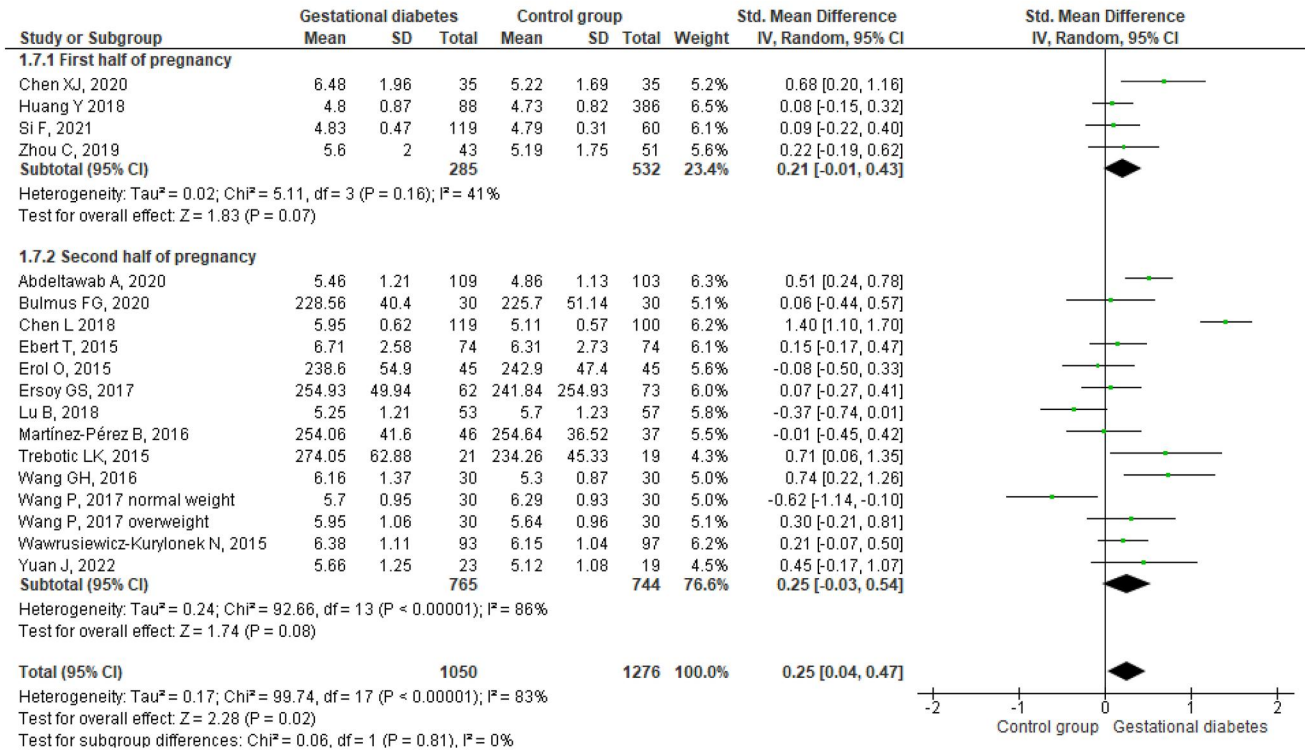 Gestational diabetes Control group Std. Mean Difference Std. Mean Difference
Study or Subgroup Mean SD Total Mean SD Total Weight IV, Random, 95% CI IV, Random, 95% CI
1.7.1 First half of pregnancy
Chen XJ, 2020 6.48 1.96 35 5.22 1.69 35 5.2% 0.68 [0.20, 1.16]
Huang Y 2018 4.8 0.87 88 4.73 0.82 386 6.5% 0.08 [-0.15, 0.32]
Si F, 2021 4.83 0.47 119 4.79 0.31 60 6.1% 0.09 [-0.22, 0.40]
Zhou C, 2019 5.6 2 43 5.19 1.75 51 5.6% 0.22 [-0.19, 0.62]
Subtotal (95% CI) 285 532 23.4% 0.21 [-0.01, 0.43]
Heterogeneity: Tau² = 0.02; Chi² = 5.11, df = 3 (P = 0.16); I² = 41%
Test for overall effect: Z = 1.83 (P = 0.07)
1.7.2 Second half of pregnancy
Abdeltawab A, 2020 5.46 1.21 109 4.86 1.13 103 6.3% 0.51 [0.24, 0.78]
Bulmus FG, 2020 228.56 40.4 30 225.7 51.14 30 5.1% 0.06 [-0.44, 0.57]
Chen L 2018 5.95 0.62 119 5.11 0.57 100 6.2% 1.40 [1.10, 1.70]
Ebert T, 2015 6.71 2.58 74 6.31 2.73 74 6.1% 0.15 [-0.17, 0.47]
Erol O, 2015 238.6 54.9 45 242.9 47.4 45 5.6% -0.08 [-0.50, 0.33]
Ersoy GS, 2017 254.93 49.94 62 241.84 254.93 73 6.0% 0.07 [-0.27, 0.41]
Lu B, 2018 5.25 1.21 53 5.7 1.23 57 5.8% -0.37 [-0.74, 0.01]
Martínez-Pérez B, 2016 254.06 41.6 46 254.64 36.52 37 5.5% -0.01 [-0.45, 0.42]
Trebotic LK, 2015 274.05 62.88 21 234.26 45.33 19 4.3% 0.71 [0.06, 1.35]
Wang GH, 2016 6.16 1.37 30 5.3 0.87 30 5.0% 0.74 [0.22, 1.26]
Wang P, 2017 normal weight 5.7 0.95 30 6.29 0.93 30 5.0% -0.62 [-1.14, -0.10]
Wang P, 2017 overweight 5.95 1.06 30 5.64 0.96 30 5.1% 0.30 [-0.21, 0.81]
Wawrusiewicz-Kurylonek N, 2015 6.38 1.11 93 6.15 1.04 97 6.2% 0.21 [-0.07, 0.50]
Yuan J, 2022 5.66 1.25 23 5.12 1.08 19 4.5% 0.45 [-0.17, 1.07]
Subtotal (95% CI) 765 744 76.6% 0.25 [-0.03, 0.54]
Heterogeneity: Tau² = 0.24; Chi² = 92.66, df = 13 (P < 0.00001); I² = 86%
Test for overall effect: Z = 1.74 (P = 0.08)
Total (95% CI) 1050 1276 100.0% 0.25 [0.04, 0.47]
Heterogeneity: Tau² = 0.17; Chi² = 99.74, df = 17 (P < 0.00001); I² = 83%
Test for overall effect: Z = 2.28 (P = 0.02)
Test for subgroup differences: Chi² = 0.06, df = 1 (P = 0.81), I² = 0%
-2 -1 0 1 2
Control group Gestational diabetes